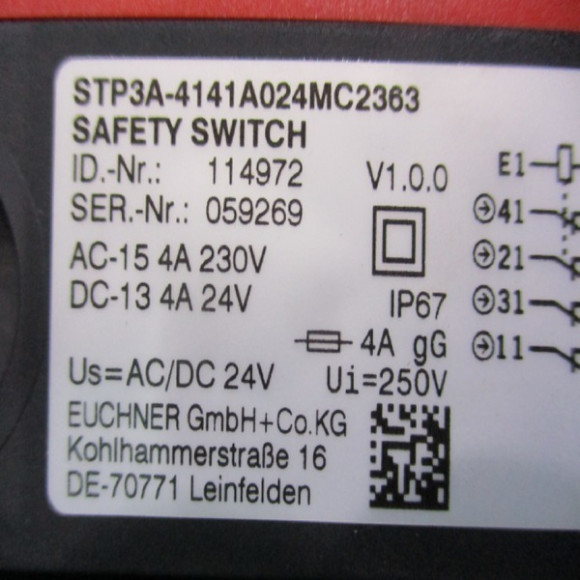 STP3A-4141A024MC2363
SAFETY SWITCH
ID.-Nr.: 114972 V1.0.0
SER.-Nr.: 059269
AC-15 4A 230V
DC-13 4A 24V IP67
4A gG
Us=AC/DC 24V Ui=250V
EUCHNER GmbH+Co.KG
Kohlhammerstraße 16
DE-70771 Leinfelden
E1
41
21
31
11